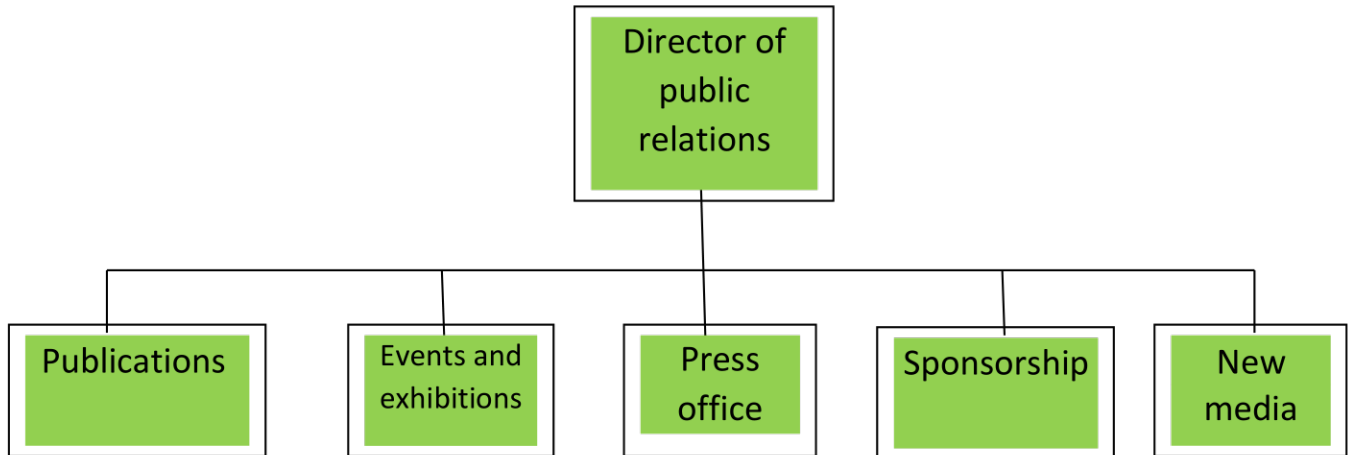 Director of
public
relations
Publications
Events and
exhibitions
Press
office
Sponsorship
New
media